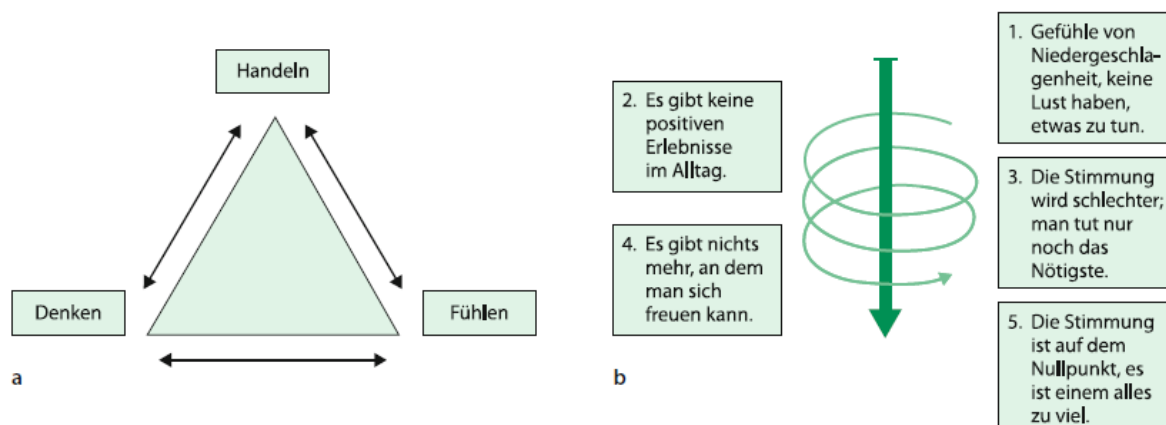 Handeln
Denken
Fühlen
a
1. Gefühle von
Niedergeschla-
genheit, keine
Lust haben,
etwas zu tun.
2. Es gibt keine
positiven
Erlebnisse
im Alltag.
3. Die Stimmung
wird schlechter;
man tut nur
noch das
Nötigste.
4. Es gibt nichts
mehr, an dem
man sich
freuen kann.
5. Die Stimmung
ist auf dem
Nullpunkt, es
ist einem alles
zu viel.
b